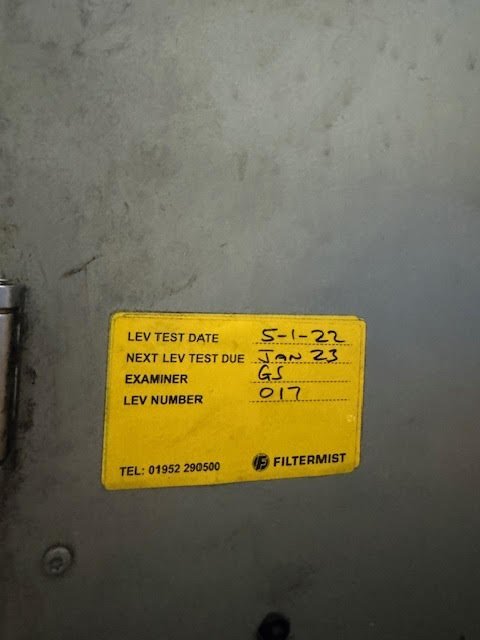 LEV TEST DATE 5-1-22
NEXT LEV TEST DUE JAN 23
EXAMINER GS
LEV NUMBER 017
TEL: 01952 290500 FILTERMIST